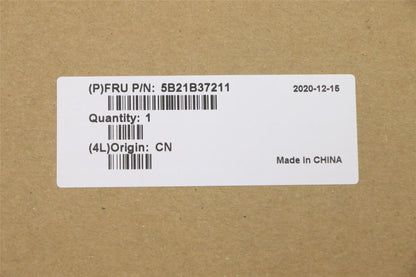 (P)FRU P/N: 5B21B37211
2020-12-15
Quantity: 1
(4L)Origin: CN
Made in CHINA